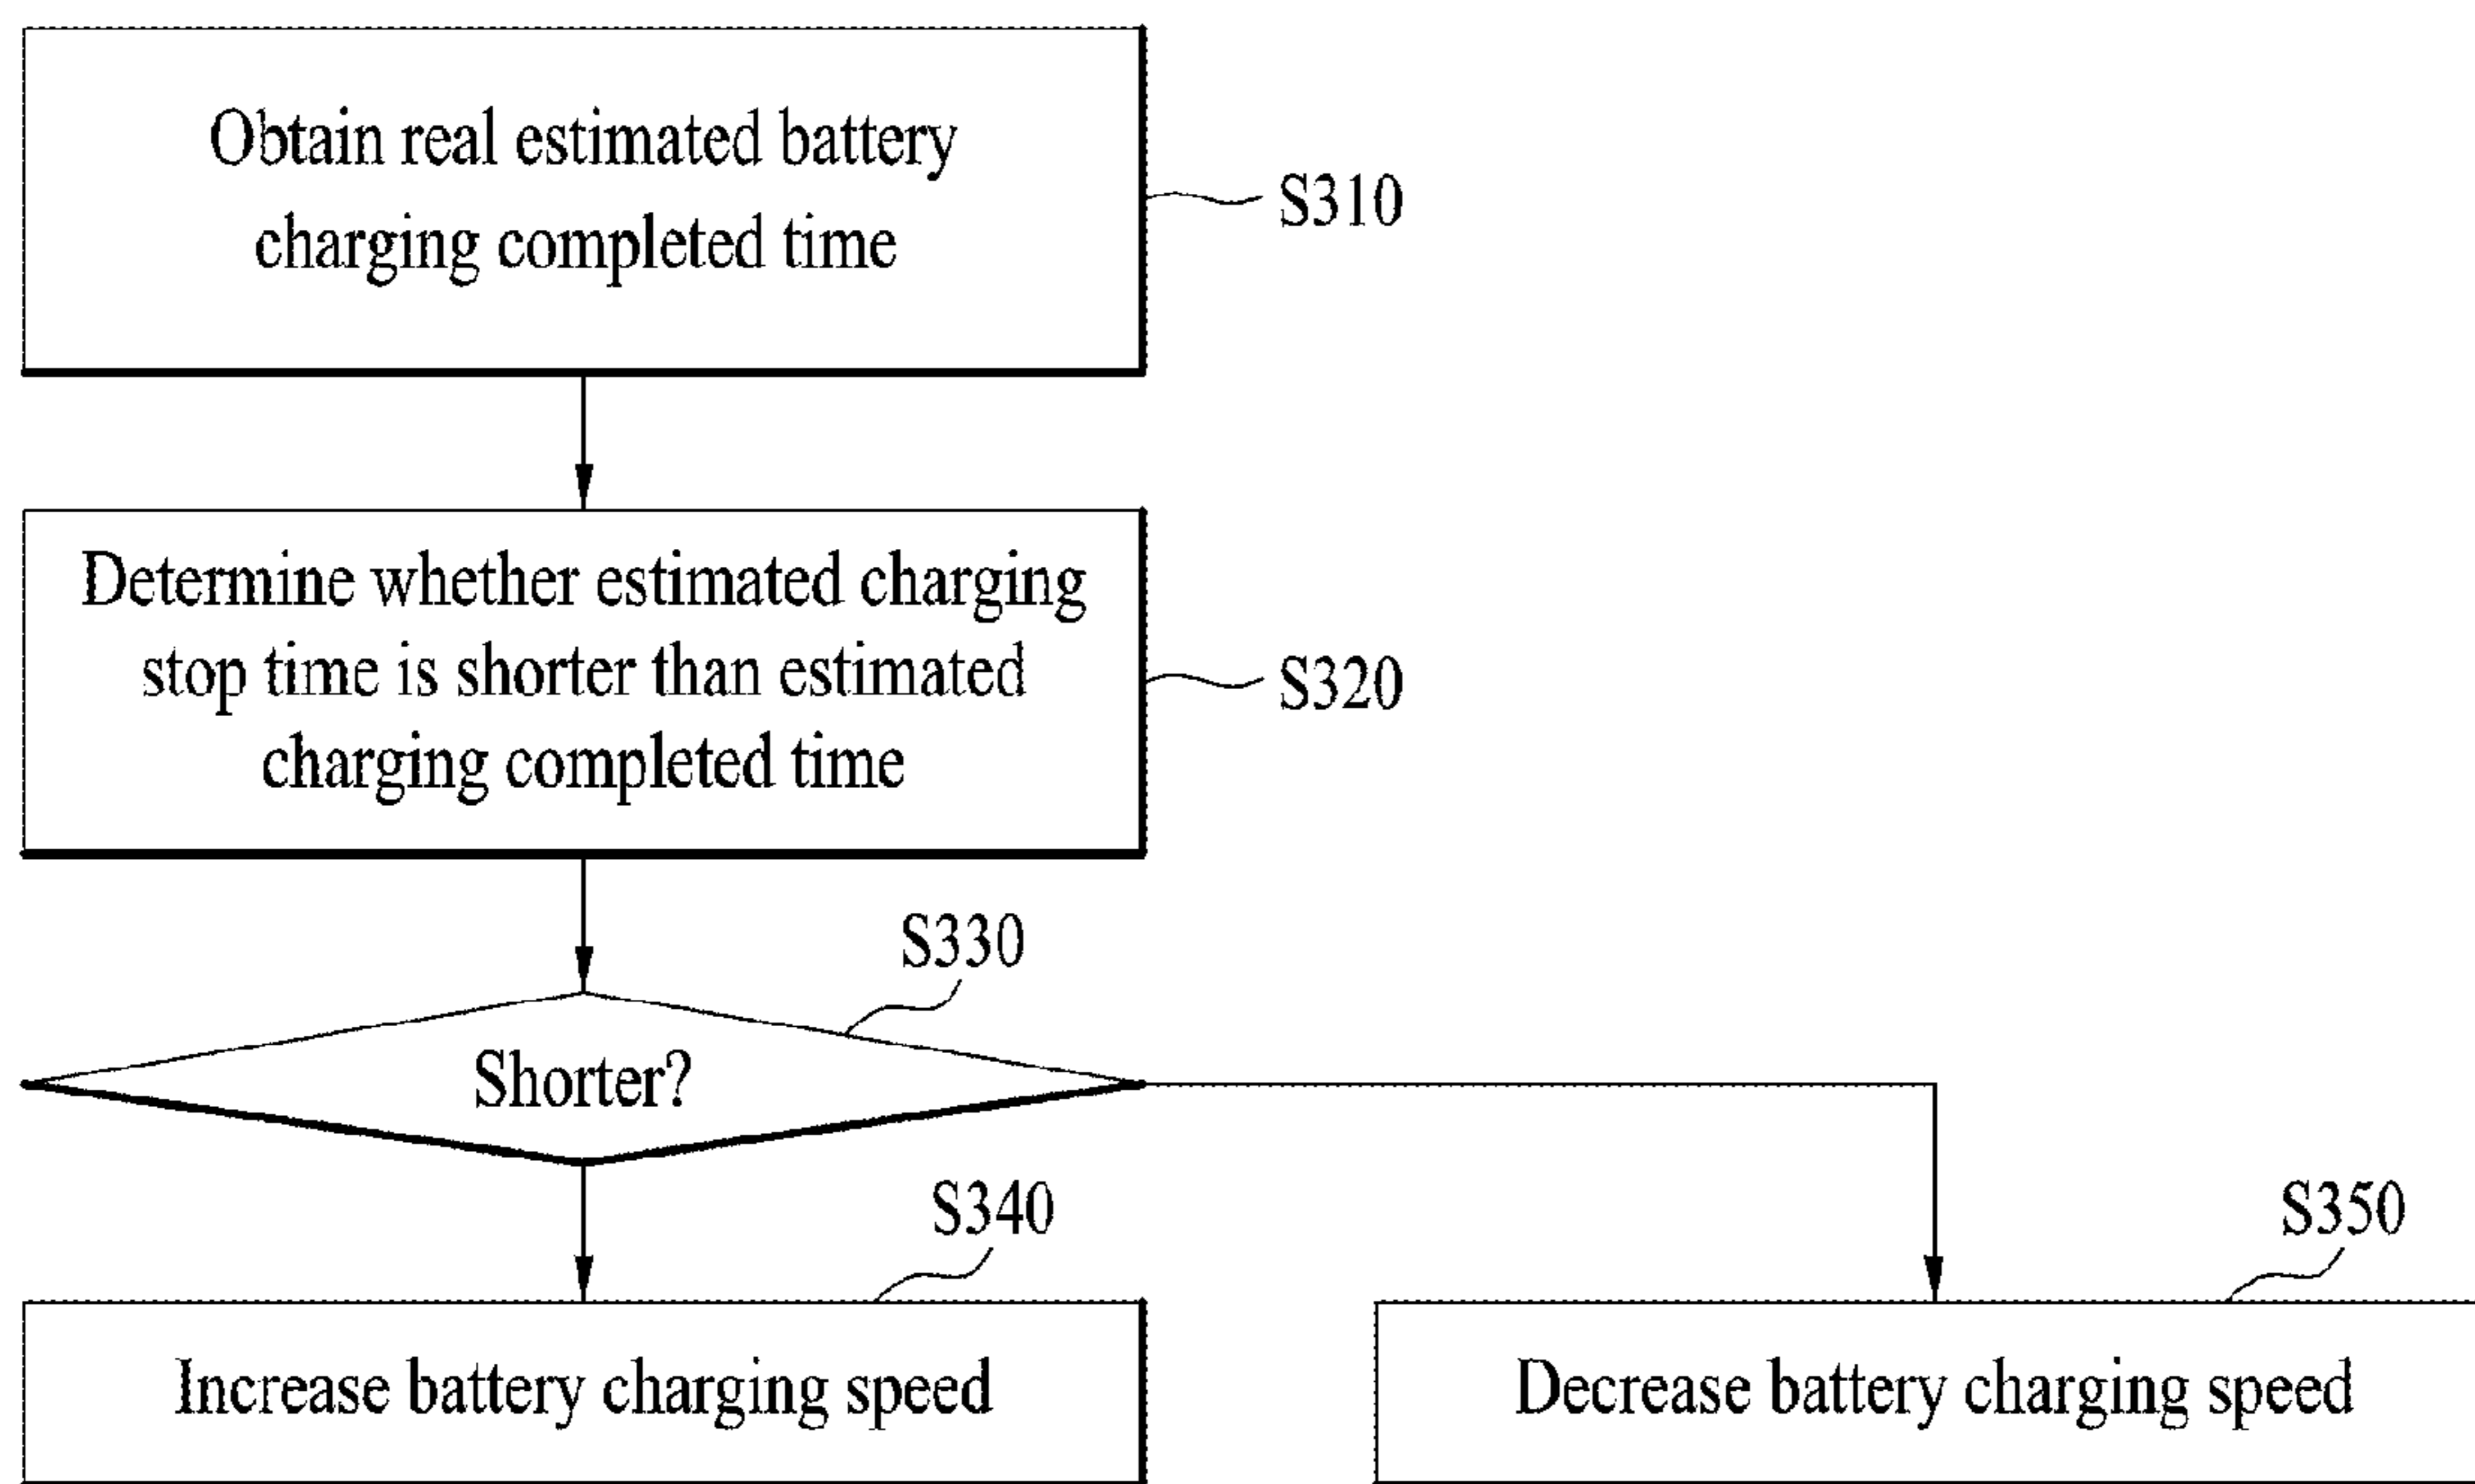 Obtain real estimated battery
charging completed time
S310
Determine whether estimated charging
stop time is shorter than estimated
charging completed time
S320
S330
Shorter?
S340
Increase battery charging speed
S350
Decrease battery charging speed